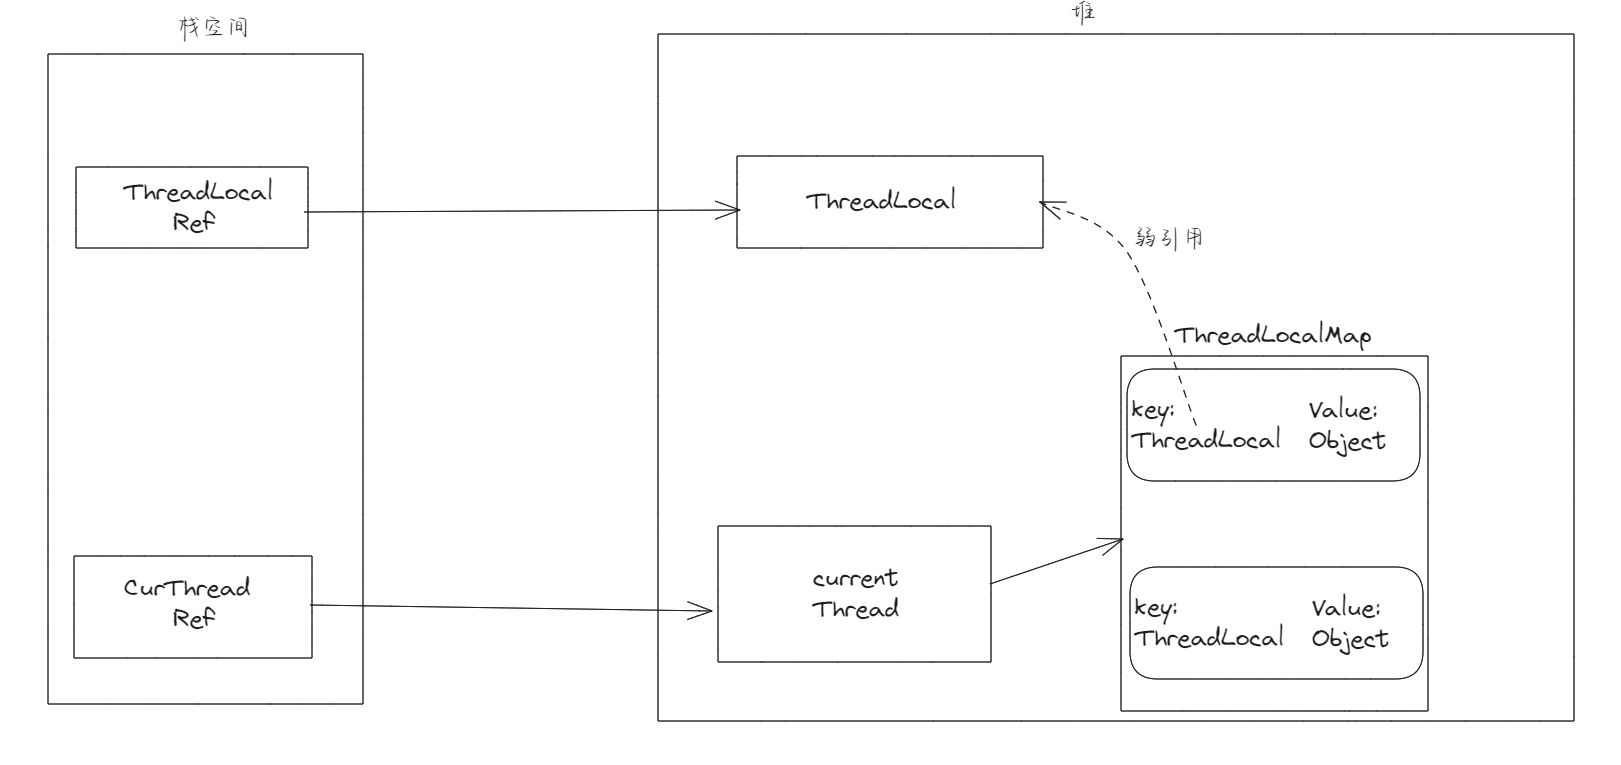 栈空间
堆
ThreadLocal
Ref
ThreadLocal
弱引用
ThreadLocalMap
key:
ThreadLocal
Value:
Object
CurThread
Ref
current
Thread
key:
ThreadLocal
Value:
Object